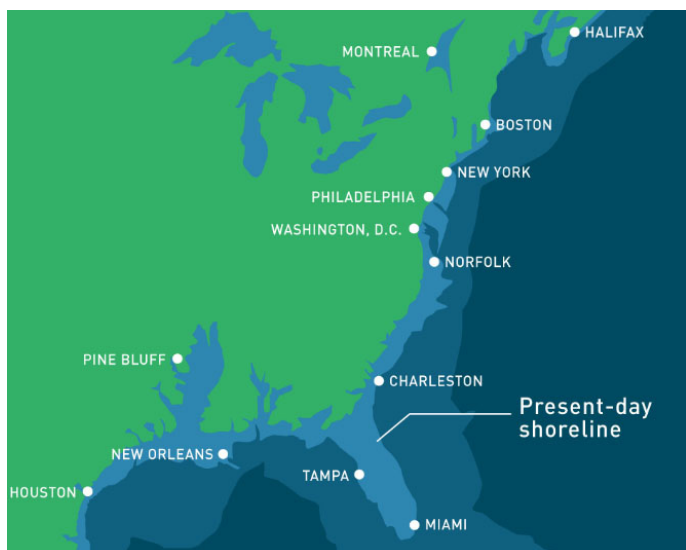 HALIFAX
MONTREAL
BOSTON
NEW YORK
PHILADELPHIA
WASHINGTON, D.C.
NORFOLK
PINE BLUFF
CHARLESTON
Present-day
shoreline
NEW ORLEANS
TAMPA
HOUSTON
MIAMI